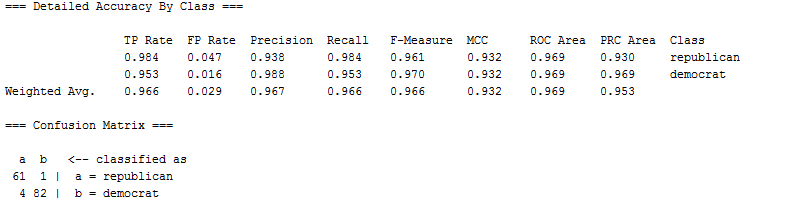 === Detailed Accuracy By Class ===
TP Rate FP Rate Precision Recall F-Measure MCC ROC Area PRC Area Class
0.984 0.047 0.938 0.984 0.961 0.932 0.969 0.930 republican
0.953 0.016 0.988 0.953 0.970 0.932 0.969 0.969 democrat
Weighted Avg. 0.966 0.029 0.967 0.966 0.966 0.932 0.969 0.953
=== Confusion Matrix ===
a b <-- classified as
61 1 | a = republican
4 82 | b = democrat